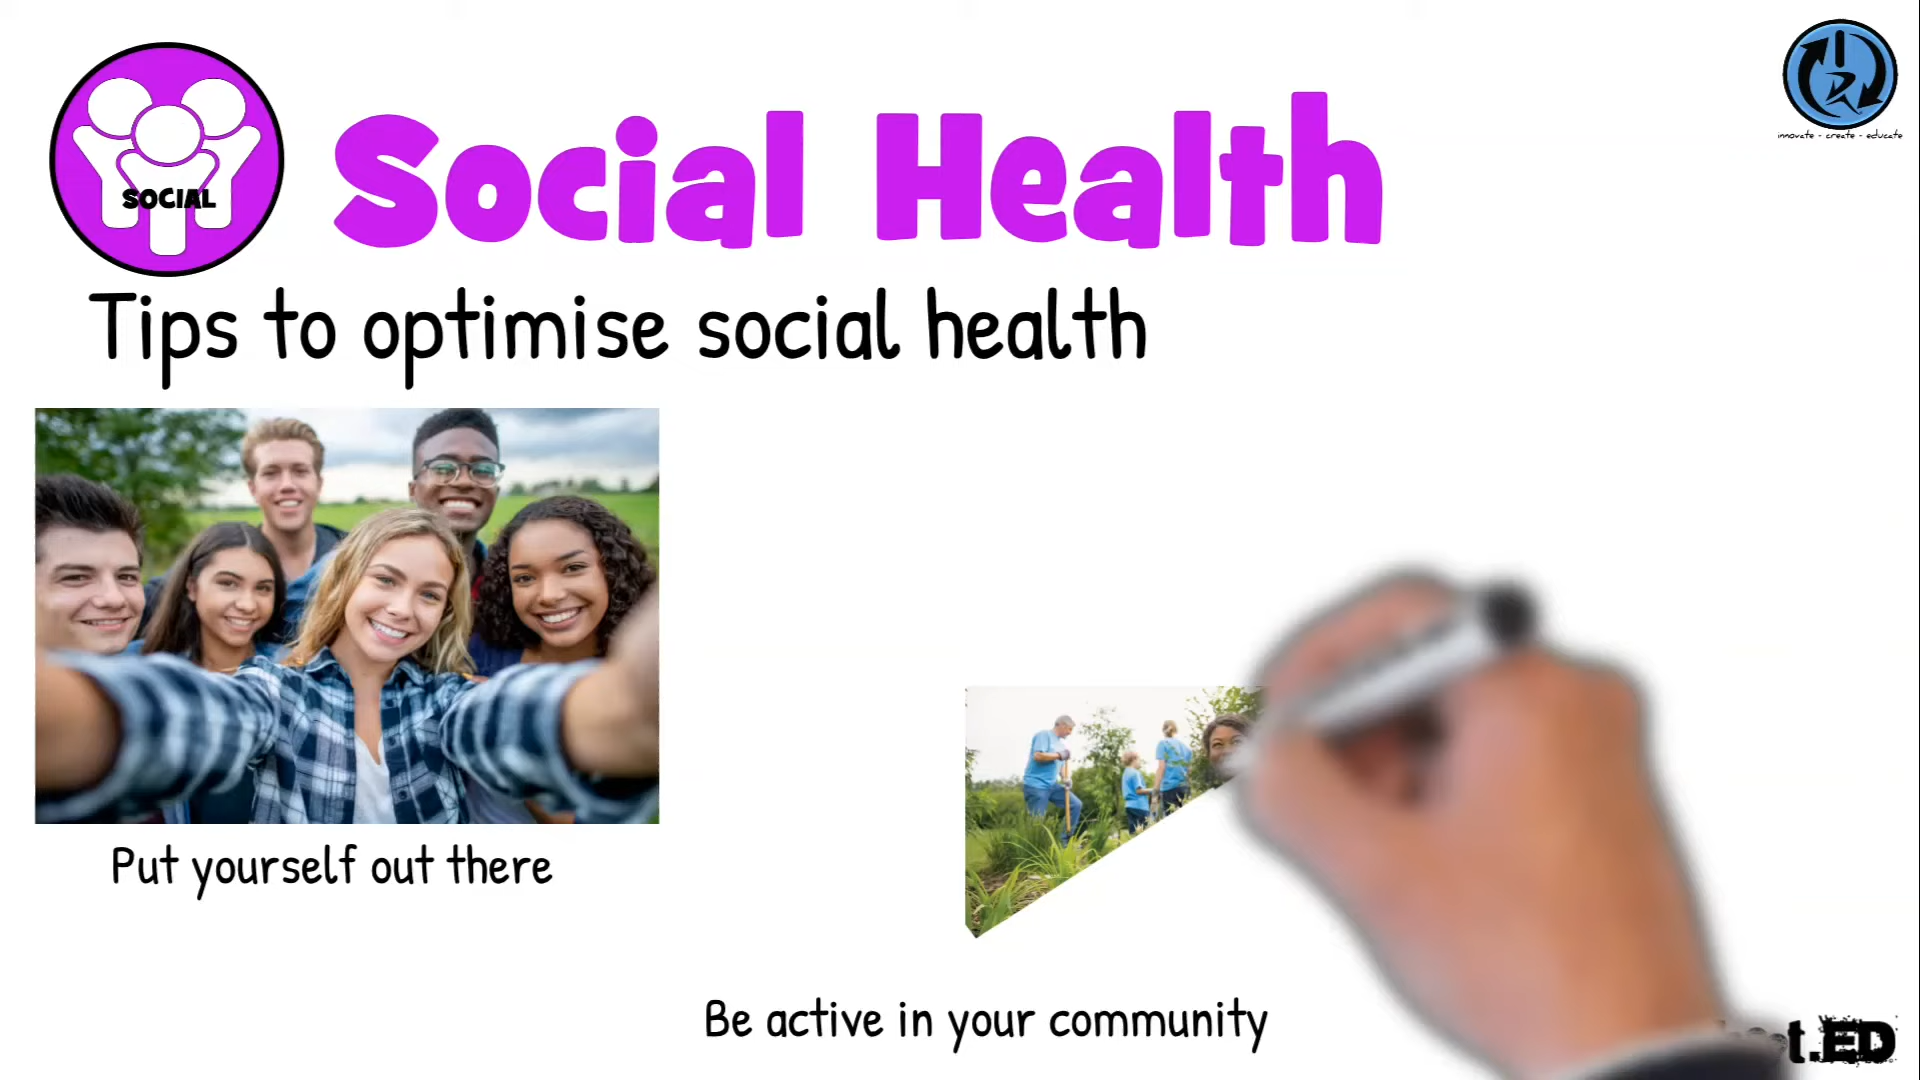 SOCIAL
Social Health
innovate - create - educate
Tips to optimise social health
Put yourself out there
Be active in your community
t.ED